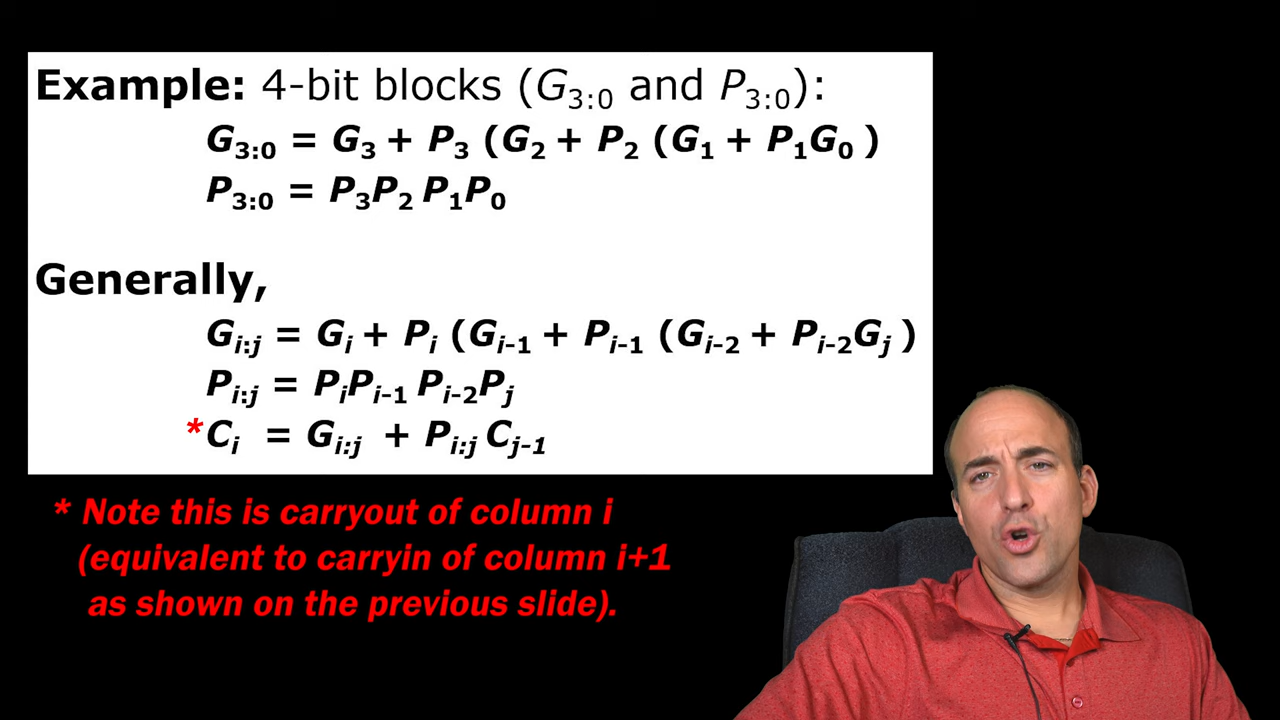 Example: 4-bit blocks (G3:0 and P3:0):
G3:0 = G3 + P3 (G2 + P2 (G1 + P1G0 )
P3:0 = P3P2 P1P0
Generally,
Gi:j = Gi + Pi (Gi-1 + Pi-1 (Gi-2 + Pi-2Gj )
Pi:j = PiPi-1 Pi-2Pj
*Ci = Gi:j + Pi:j Cj-1
* Note this is carryout of column i
(equivalent to carryin of column i+1
as shown on the previous slide).